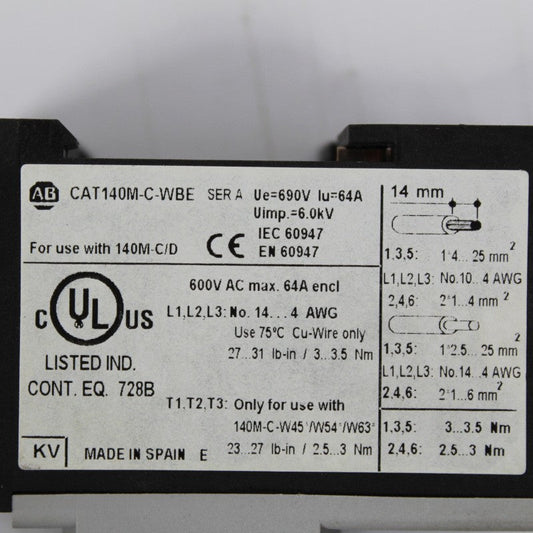 AB CAT140M-C-WBE SER A Ue=690V Iu=64A
Uimp.=6.0kV
For use with 140M-C/D CE IEC 60947
EN 60947
C UL US
LISTED IND.
CONT. EQ. 728B
600V AC max. 64A encl
L1,L2,L3: No. 14...4 AWG
Use 75°C Cu-Wire only
27...31 lb-in / 3...3.5 Nm
T1,T2,T3: Only for use with
140M-C-W45*/W54*/W63*
23...27 lb-in / 2.5...3 Nm
KV MADE IN SPAIN E
14 mm
1,3,5: 1*4...25 mm²
L1,L2,L3: No.10...4 AWG
2,4,6: 2*1...4 mm²
1,3,5: 1*2.5...25 mm²
L1,L2,L3: No.14...4 AWG
2,4,6: 2*1...6 mm²
1,3,5: 3...3.5 Nm
2,4,6: 2.5...3 Nm